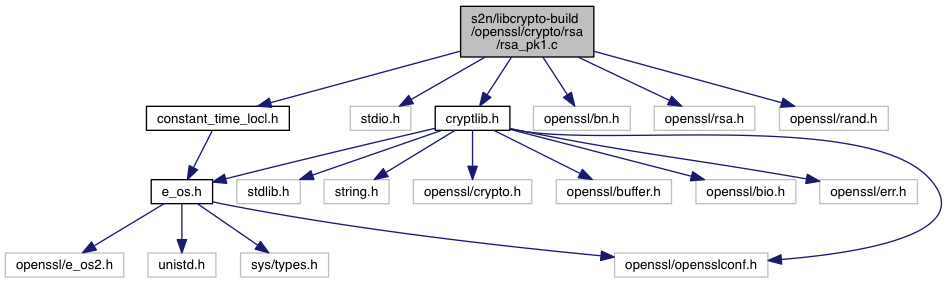 s2n/libcrypto-build
/openssl/crypto/rsa
/rsa_pk1.c
constant_time_locl.h
stdio.h
cryptlib.h
openssl/bn.h
openssl/rsa.h
openssl/rand.h
e_os.h
stdlib.h
string.h
openssl/crypto.h
openssl/buffer.h
openssl/bio.h
openssl/err.h
openssl/e_os2.h
unistd.h
sys/types.h
openssl/opensslconf.h